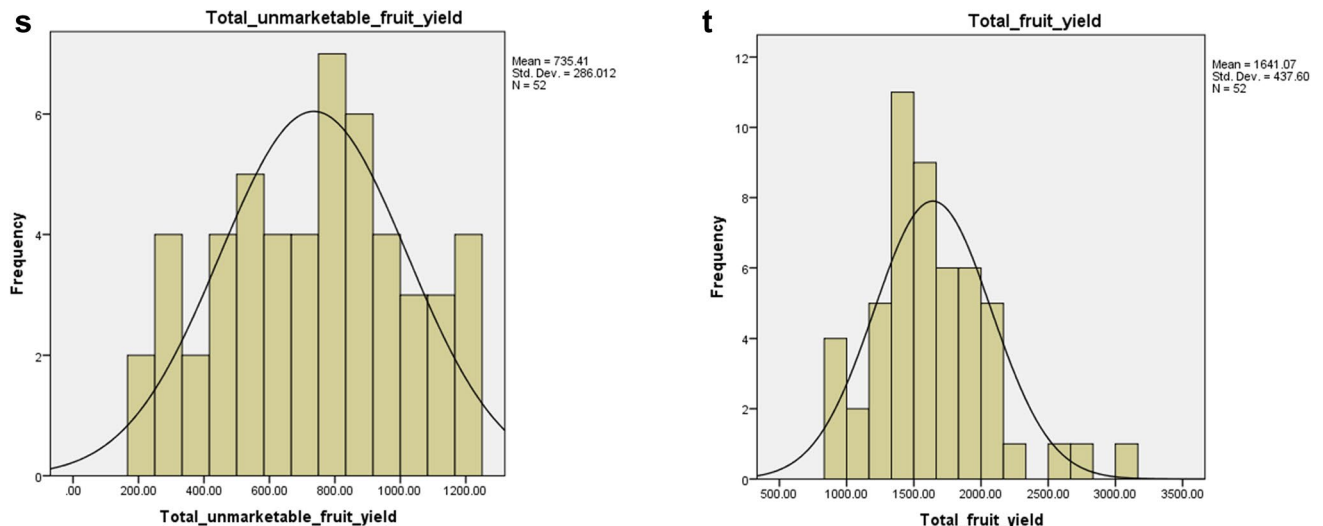 s
Total_unmarketable_fruit_yield
Mean = 735.41
Std. Dev. = 286.012
N = 52
Frequency
6
4
2
0
.00 200.00 400.00 600.00 800.00 1000.00 1200.00
Total_unmarketable_fruit_yield
t
Total_fruit_yield
Mean = 1641.07
Std. Dev. = 437.60
N = 52
Frequency
12
10
8
6
4
2
0
500.00 1000.00 1500.00 2000.00 2500.00 3000.00 3500.00
Total_fruit_yield